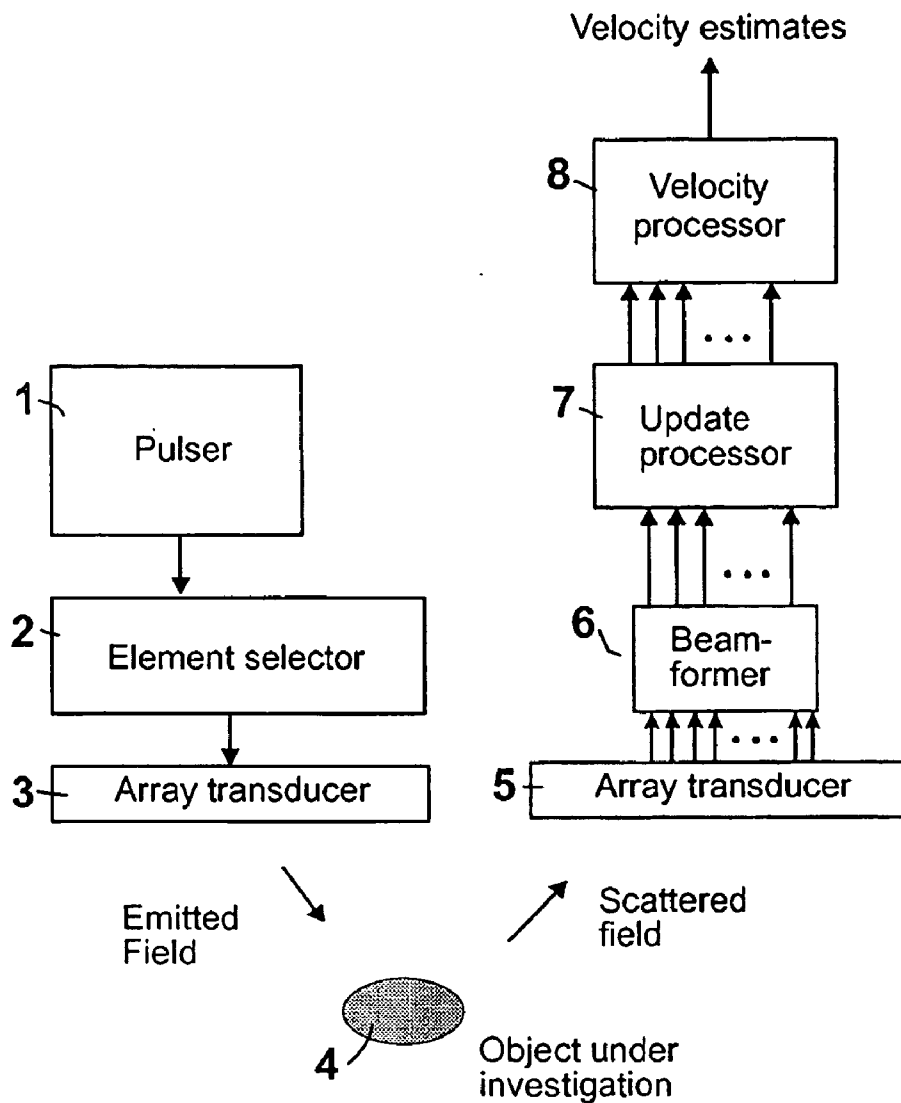 Velocity estimates
8
Velocity
processor
7
Update
processor
6
Beam-
former
5
Array transducer
1
Pulser
2
Element selector
3
Array transducer
Emitted
Field
Scattered
field
4
Object under
investigation